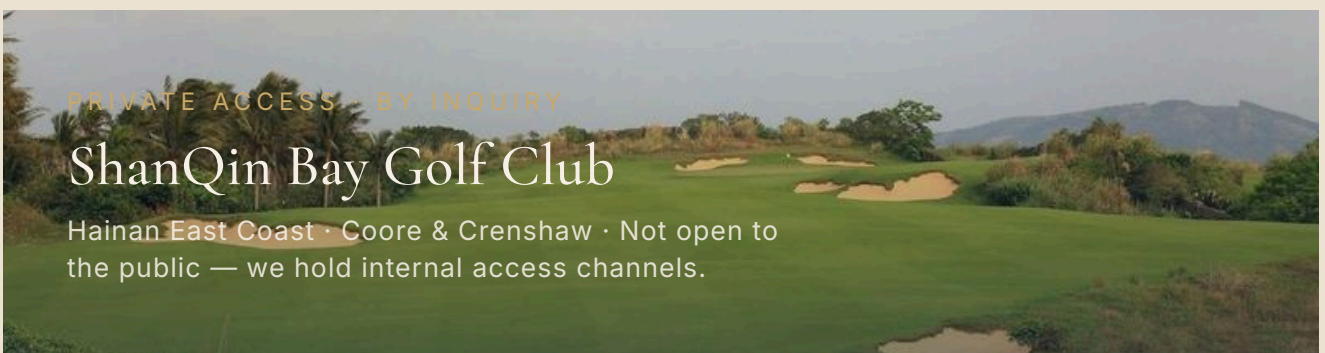 PRIVATE ACCESS · BY INQUIRY
ShanQin Bay Golf Club
Hainan East Coast · Coore & Crenshaw · Not open to
the public — we hold internal access channels.